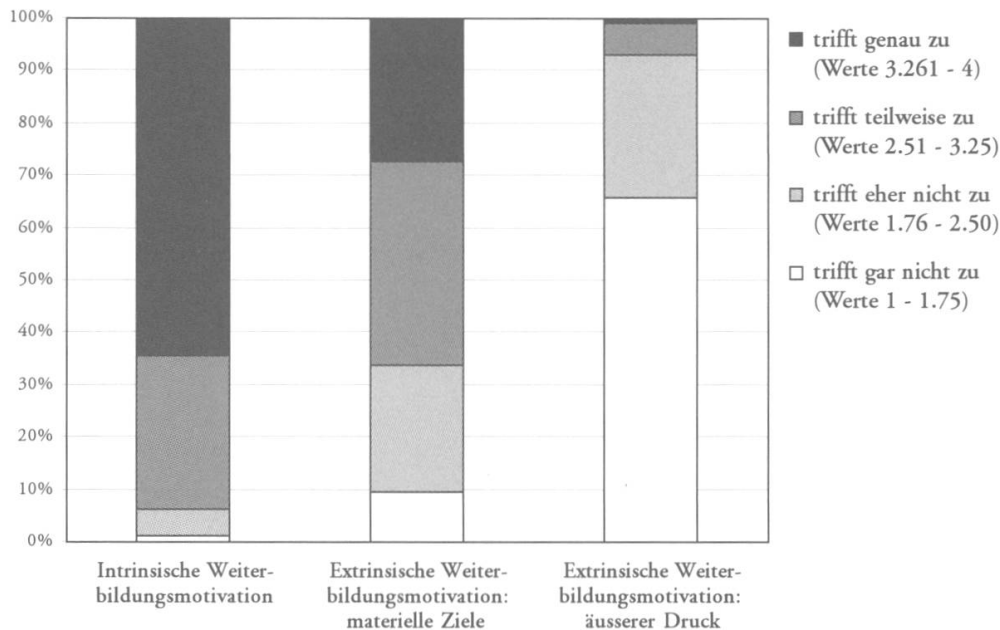 100%
90%
80%
70%
60%
50%
40%
30%
20%
10%
0%
Intrinsische Weiter-
bildungsmotivation
Extrinsische Weiter-
bildungsmotivation:
materielle Ziele
Extrinsische Weiter-
bildungsmotivation:
äusserer Druck
trifft genau zu
(Werte 3.261 - 4)
trifft teilweise zu
(Werte 2.51 - 3.25)
trifft eher nicht zu
(Werte 1.76 - 2.50)
trifft gar nicht zu
(Werte 1 - 1.75)